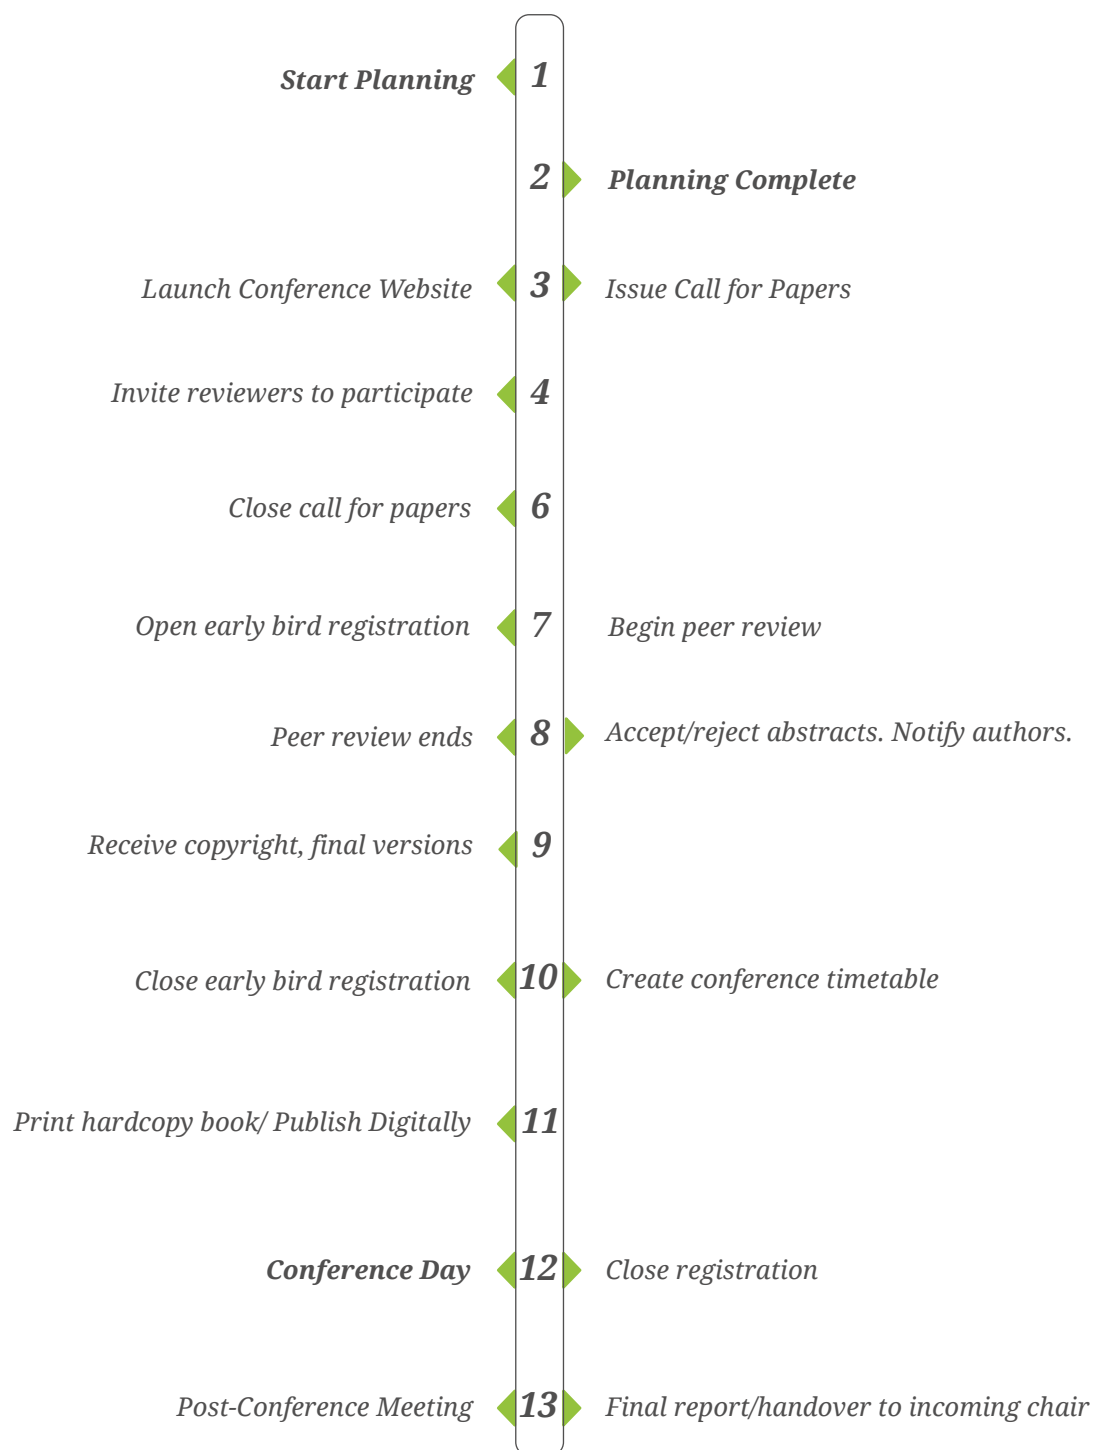 Start Planning 1
2 Planning Complete
Launch Conference Website 3 Issue Call for Papers
Invite reviewers to participate 4
Close call for papers 6
Open early bird registration 7 Begin peer review
Peer review ends 8 Accept/reject abstracts. Notify authors.
Receive copyright, final versions 9
Close early bird registration 10 Create conference timetable
Print hardcopy book/ Publish Digitally 11
Conference Day 12 Close registration
Post-Conference Meeting 13 Final report/handover to incoming chair